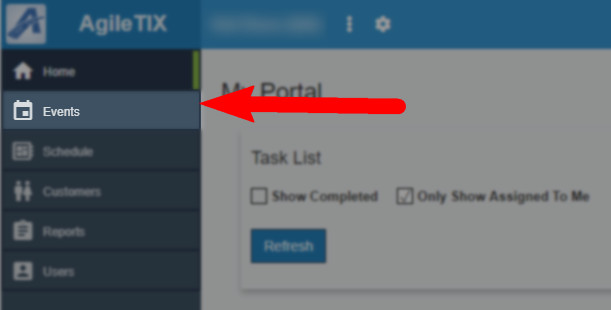 AgileTIX
Home
My Portal
Events
Schedule
Task List
Customers
Show Completed
Only Show Assigned To Me
Reports
Refresh
Users